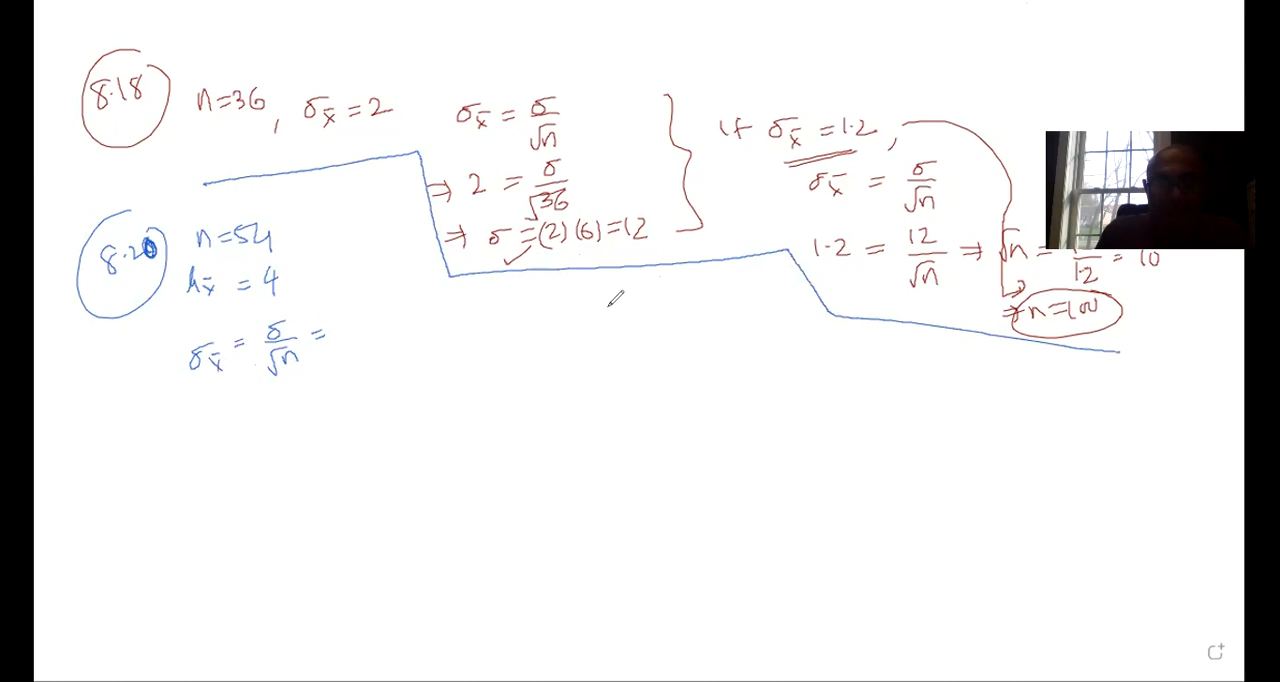 8.18
n=36, σx̄ = 2
σx̄ = σ/√n
⇒ 2 = σ/√36
⇒ σ = (2)(6) = 12
If σx̄ = 1.2,
σx̄ = σ/√n
1.2 = 12/√n ⇒ √n = /1.2 = 10
⇒ n = 100
8.20
n=54
μx̄ = 4
σx̄ = σ/√n =